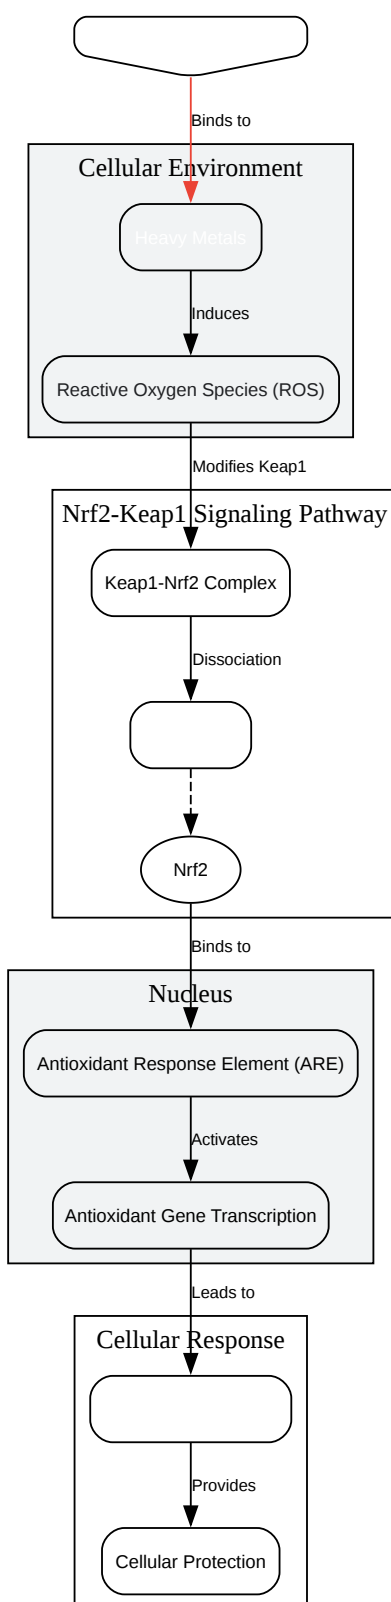 Binds to
Cellular Environment
Heavy Metals
Induces
Reactive Oxygen Species (ROS)
Modifies Keap1
Nrf2-Keap1 Signaling Pathway
Keap1-Nrf2 Complex
Dissociation
Nrf2
Binds to
Nucleus
Antioxidant Response Element (ARE)
Activates
Antioxidant Gene Transcription
Leads to
Cellular Response
Provides
Cellular Protection